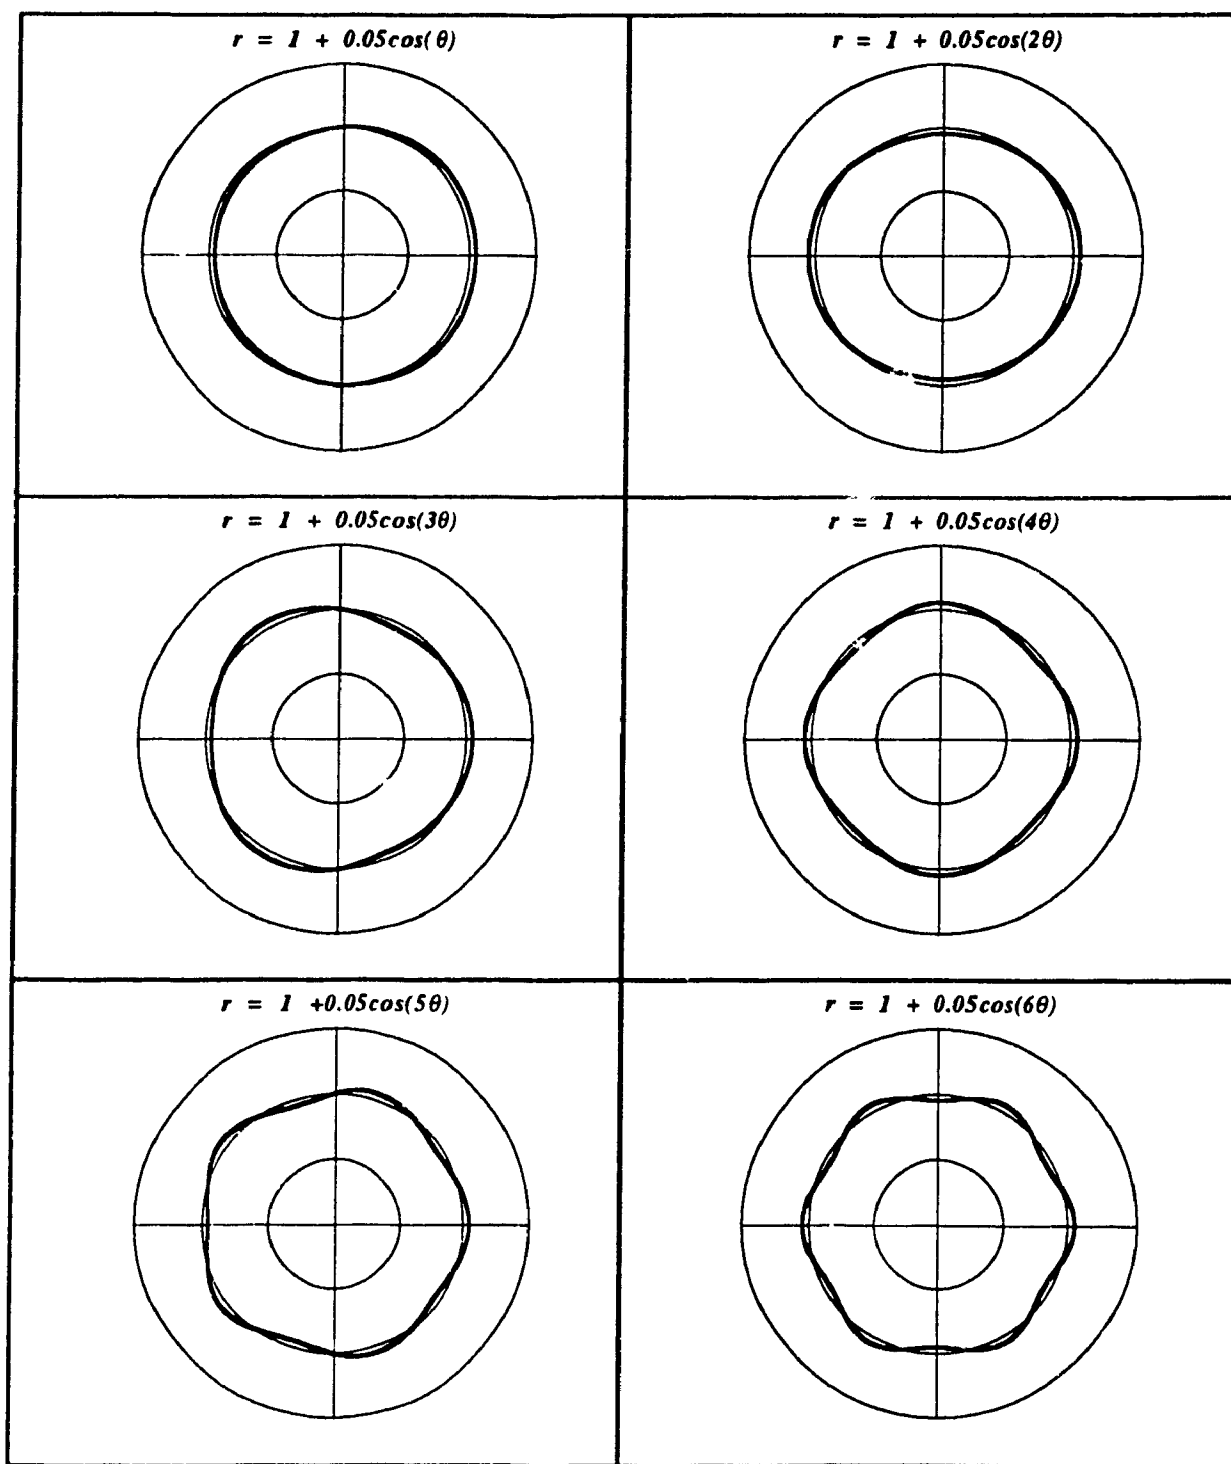 r = 1 + 0.05cos(θ)
r = 1 + 0.05cos(2θ)
r = 1 + 0.05cos(3θ)
r = 1 + 0.05cos(4θ)
r = 1 +0.05cos(5θ)
r = 1 + 0.05cos(6θ)